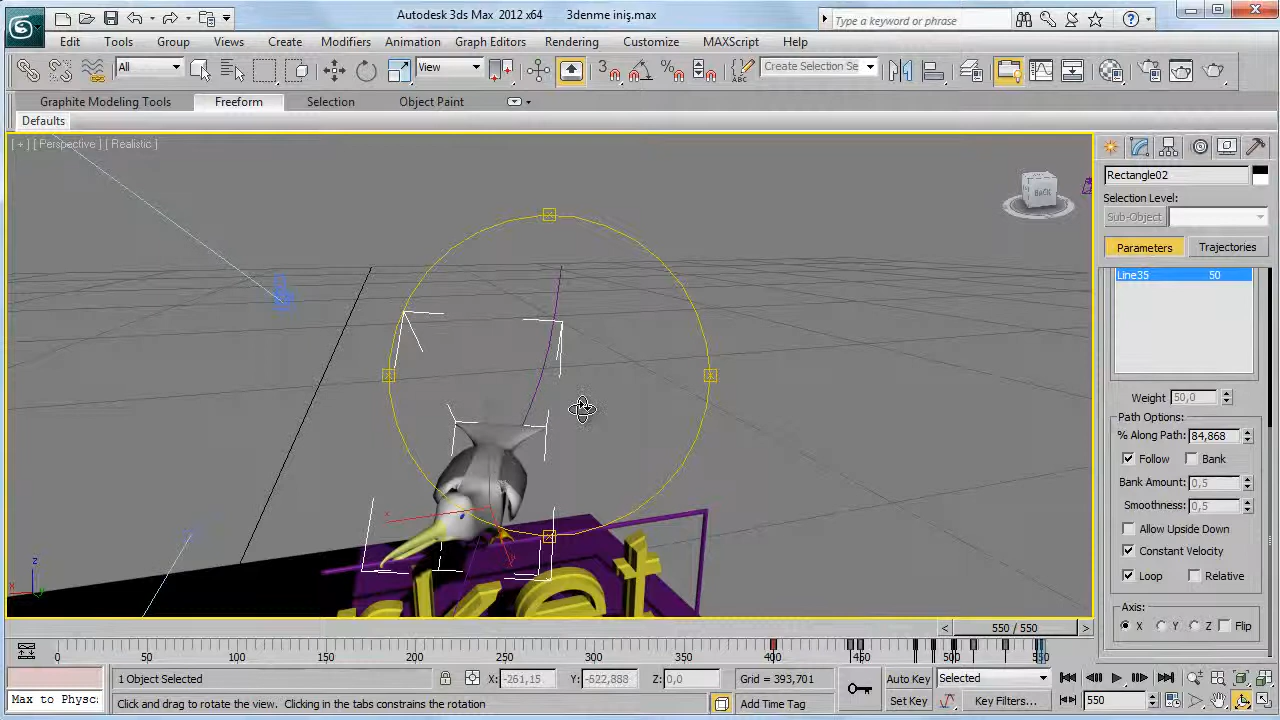 Autodesk 3ds Max 2012 x64 3denme iniş.max
Type a keyword or phrase
Edit Tools Group Views Create Modifiers Animation Graph Editors Rendering Customize MAXScript Help
All View Create Selection Se
Graphite Modeling Tools Freeform Selection Object Paint
Defaults
[ + ] [ Perspective ] [ Realistic ]
BACK
Rectangle02
Selection Level:
Sub-Object
Parameters Trajectories
Line35 50
Weight 50,0
Path Options:
% Along Path: 84,868
Follow Bank
Bank Amount: 0,5
Smoothness: 0,5
Allow Upside Down
Constant Velocity
Loop Relative
Axis:
X Y Z Flip
x
y
z
x
rket
< 550 / 550 >
0 50 100 150 200 250 300 350 400 450 500 550
1 Object Selected X: -261,15 Y: -622,888 Z: 0,0 Grid = 393,701 Auto Key Selected
Max to Physc Click and drag to rotate the view. Clicking in the tabs constrains the rotation Add Time Tag Set Key Key Filters... 550